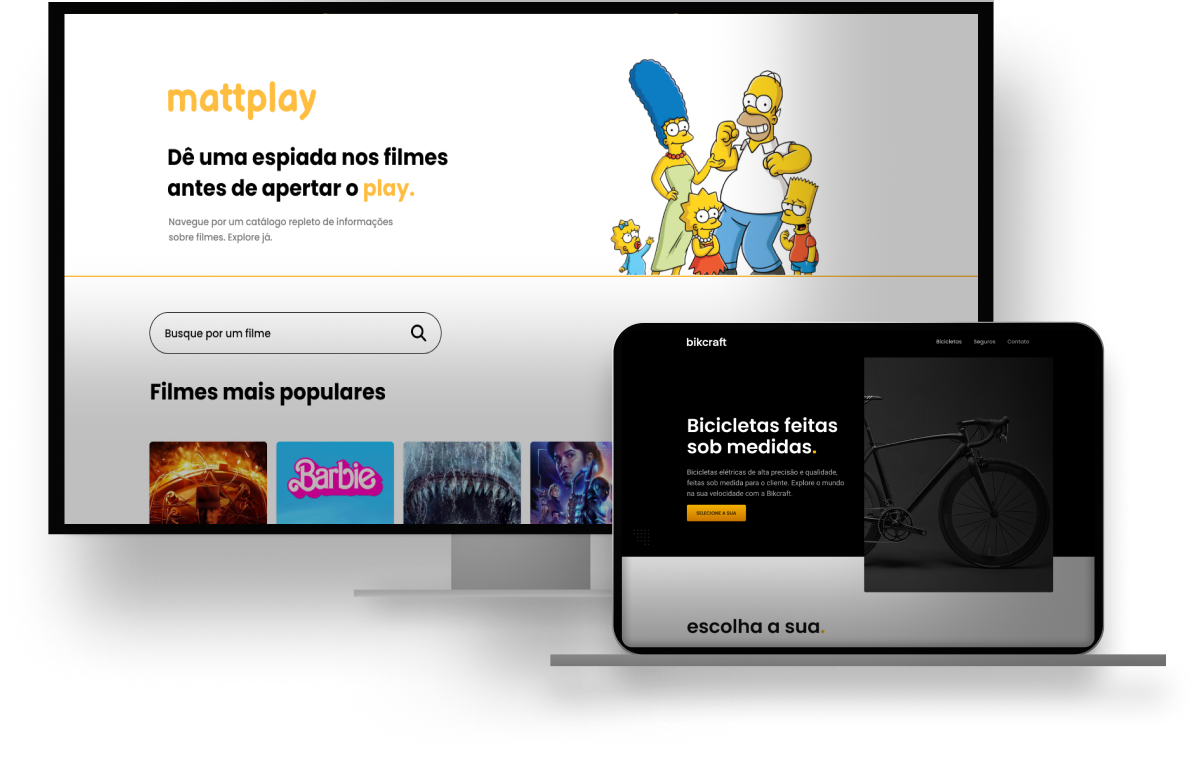 mattplay
Dê uma espiada nos filmes
antes de apertar o play.
Navegue por um catálogo repleto de informações
sobre filmes. Explore já.
Busque por um filme
Filmes mais populares
Barbie
bikcraft
Bicicletas Seguros Contato
Bicicletas feitas
sob medidas.
Bicicletas elétricas de alta precisão e qualidade,
feitas sob medida para o cliente. Explore o mundo
na sua velocidade com a Bikcraft.
SELECIONE A SUA
escolha a sua.